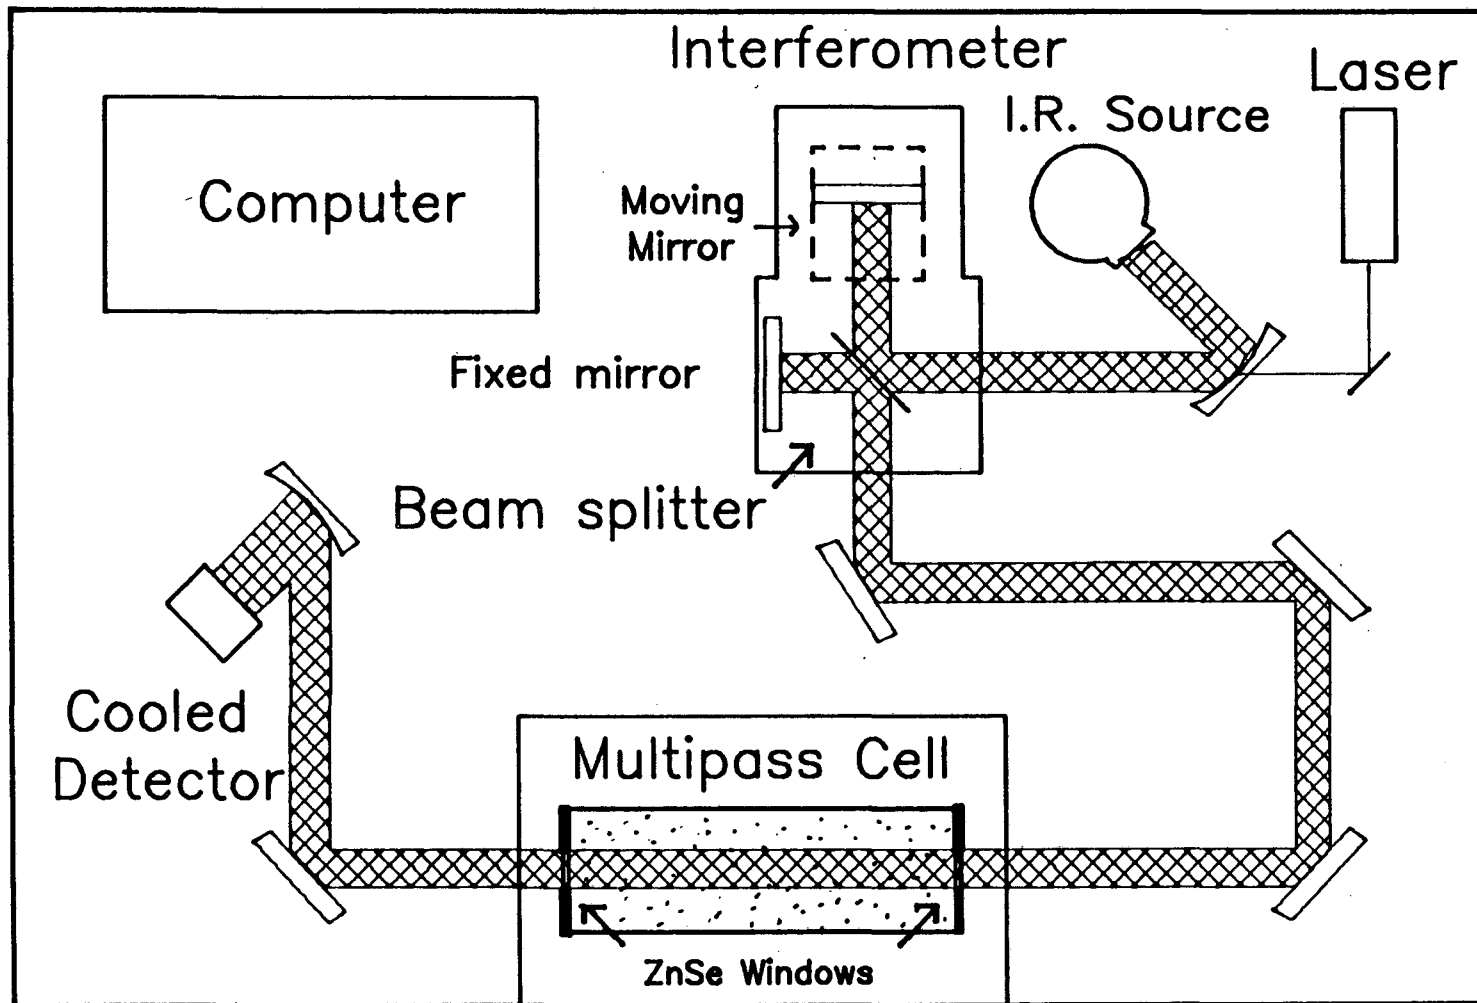 Interferometer
Laser
I.R. Source
Computer
Moving
Mirror
Fixed mirror
Beam splitter
Cooled
Detector
Multipass Cell
ZnSe Windows